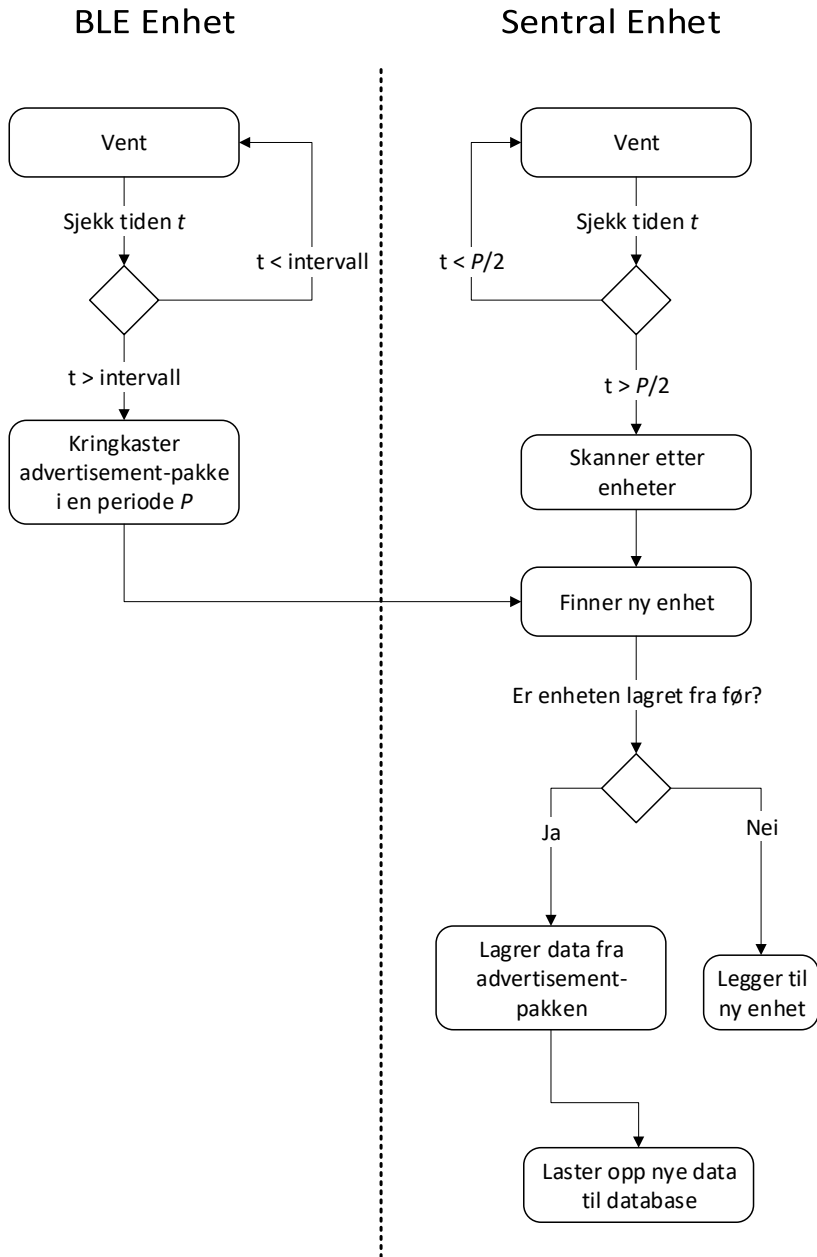 BLE Enhet
Sentral Enhet
Vent
Sjekk tiden t
t < intervall
t > intervall
Kringkaster
advertisement-pakke
i en periode P
Vent
Sjekk tiden t
t < P/2
t > P/2
Skanner etter
enheter
Finner ny enhet
Er enheten lagret fra før?
Ja
Nei
Lagrer data fra
advertisement-
pakken
Legger til
ny enhet
Laster opp nye data
til database